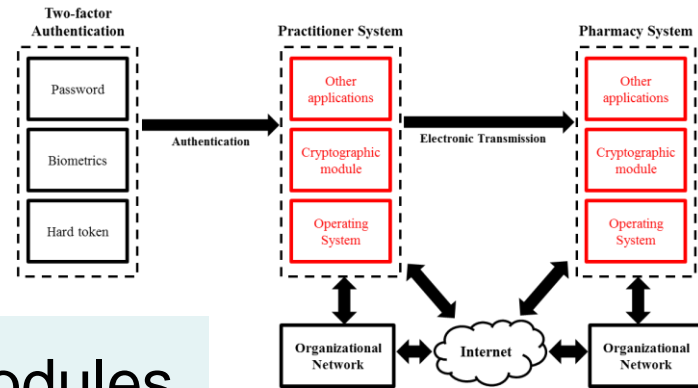 Two-factor
Authentication
Practitioner System
Pharmacy System
Password
Biometrics
Hard token
Authentication
Other
applications
Cryptographic
module
Operating
System
Electronic Transmission
Other
applications
Cryptographic
module
Operating
System
Organizational
Network
Internet
Organizational
Network